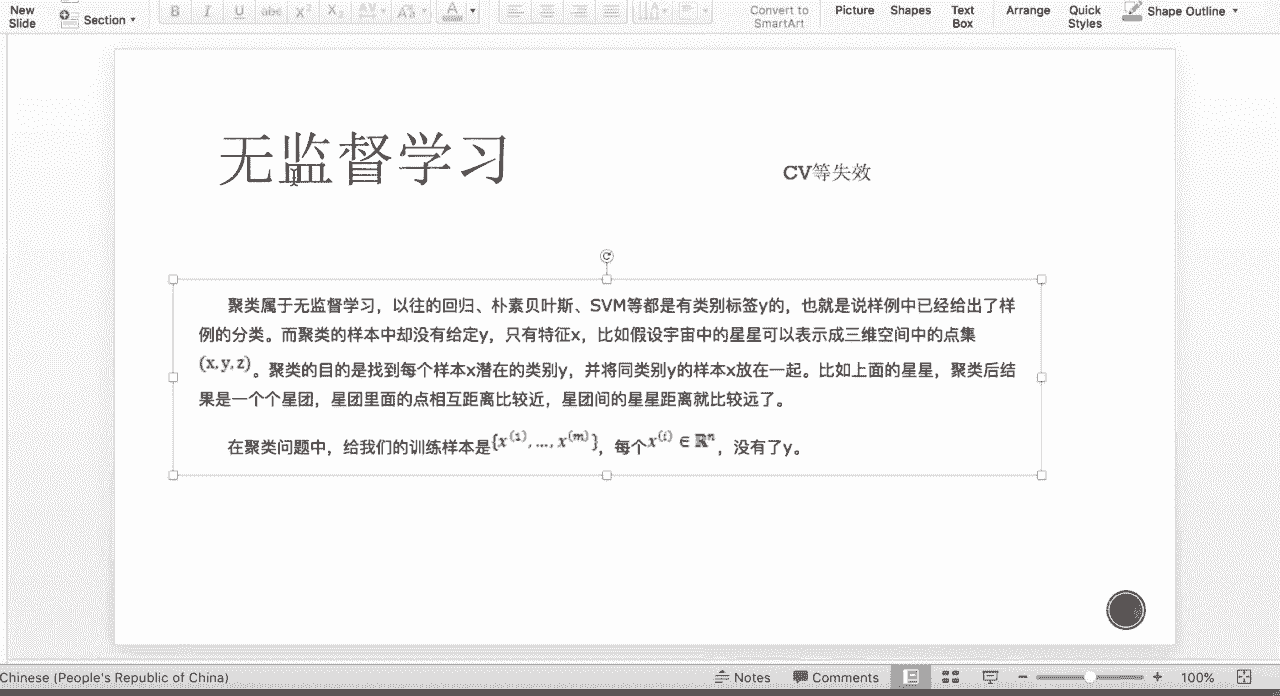 New Slide
Section
B I U abc X² X₂ AV A A
Convert to SmartArt
Picture
Shapes
Text Box
Arrange
Quick Styles
Shape Outline
无监督学习
CV等失效
聚类属于无监督学习，以往的回归、朴素贝叶斯、SVM等都是有类别标签y的，也就是说样例中已经给出了样
例的分类。而聚类的样本中却没有给定y，只有特征x，比如假设宇宙中的星星可以表示成三维空间中的点集
(x, y, z)。聚类的目的是找到每个样本x潜在的类别y，并将同类别y的样本x放在一起。比如上面的星星，聚类后结
果是一个个星团，星团里面的点相互距离比较近，星团间的星星距离就比较远了。
在聚类问题中，给我们的训练样本是{x⁽¹⁾, ..., x⁽ᵐ⁾}，每个x⁽ⁱ⁾ ∈ ℝⁿ，没有了y。
Chinese (People's Republic of China)
Notes
Comments
100%